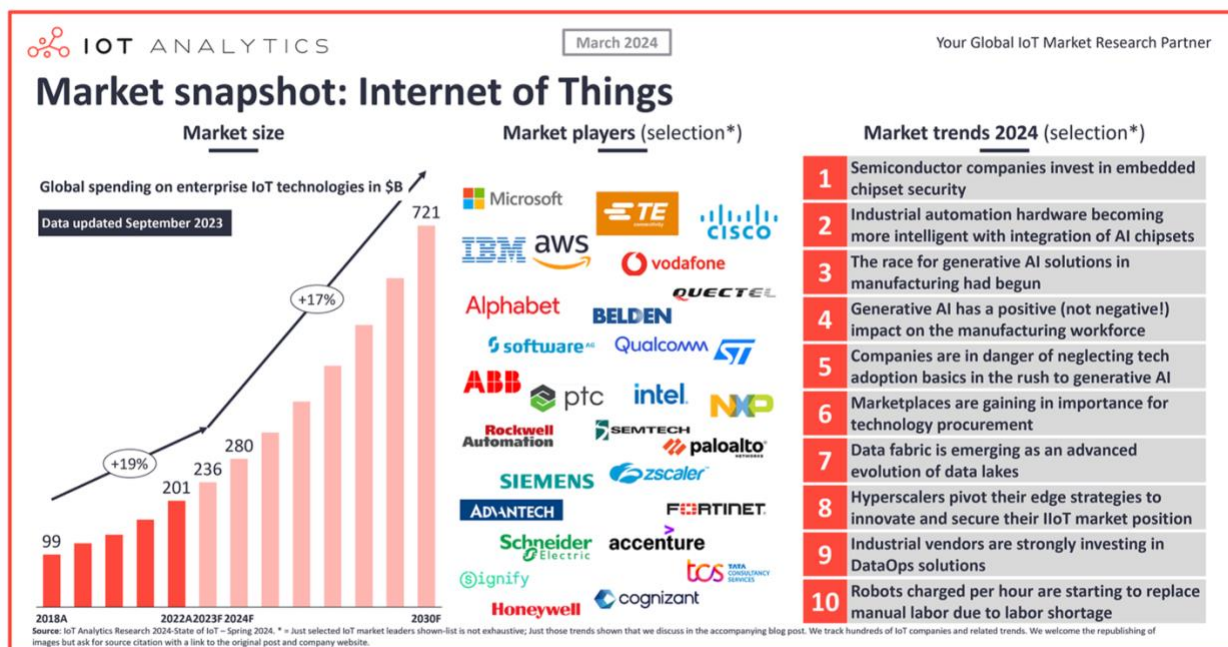 IOT ANALYTICS
March 2024
Your Global IoT Market Research Partner
Market snapshot: Internet of Things
Market size
Global spending on enterprise IoT technologies in $B
Data updated September 2023
+19%
+17%
99
201
236
280
721
2018A
2022A
2023F
2024F
2030F
Market players (selection*)
Microsoft
TE
connectivity
CISCO
IBM
aws
vodafone
QUECTEL
Alphabet
BELDEN
software AG
Qualcomm
ST
ABB
ptc
intel.
NXP
Rockwell
Automation
SEMTECH
paloalto
NETWORKS
SIEMENS
zscaler
ADVANTECH
FORTINET
Schneider
Electric
accenture
Signify
tcs
TATA
CONSULTANCY
SERVICES
Honeywell
cognizant
Market trends 2024 (selection*)
1
Semiconductor companies invest in embedded
chipset security
2
Industrial automation hardware becoming
more intelligent with integration of AI chipsets
3
The race for generative AI solutions in
manufacturing had begun
4
Generative AI has a positive (not negative!)
impact on the manufacturing workforce
5
Companies are in danger of neglecting tech
adoption basics in the rush to generative AI
6
Marketplaces are gaining in importance for
technology procurement
7
Data fabric is emerging as an advanced
evolution of data lakes
8
Hyperscalers pivot their edge strategies to
innovate and secure their IIoT market position
9
Industrial vendors are strongly investing in
DataOps solutions
10
Robots charged per hour are starting to replace
manual labor due to labor shortage
Source: IoT Analytics Research 2024-State of IoT – Spring 2024. * = Just selected IoT market leaders shown-list is not exhaustive; Just those trends shown that we discuss in the accompanying blog post. We track hundreds of IoT companies and related trends. We welcome the republishing of
images but ask for source citation with a link to the original post and company website.